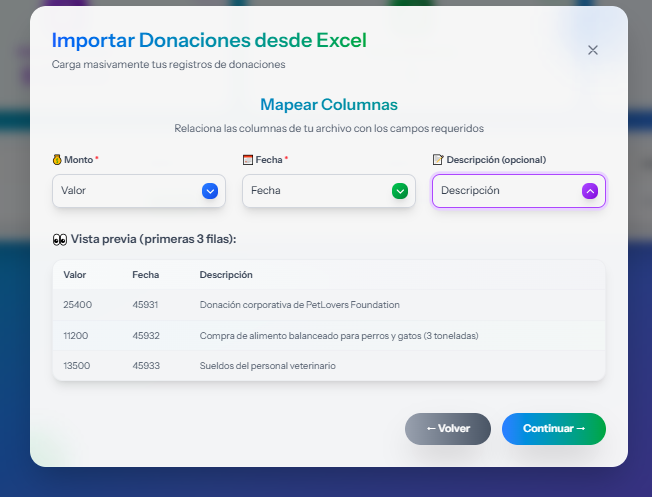 Importar Donaciones desde Excel
Carga masivamente tus registros de donaciones
Mapear Columnas
Relaciona las columnas de tu archivo con los campos requeridos
Monto * Fecha * Descripción (opcional)
Valor Fecha Descripción
Vista previa (primeras 3 filas):
Valor Fecha Descripción
25400 45931 Donación corporativa de PetLovers Foundation
11200 45932 Compra de alimento balanceado para perros y gatos (3 toneladas)
13500 45933 Sueldos del personal veterinario
← Volver Continuar →